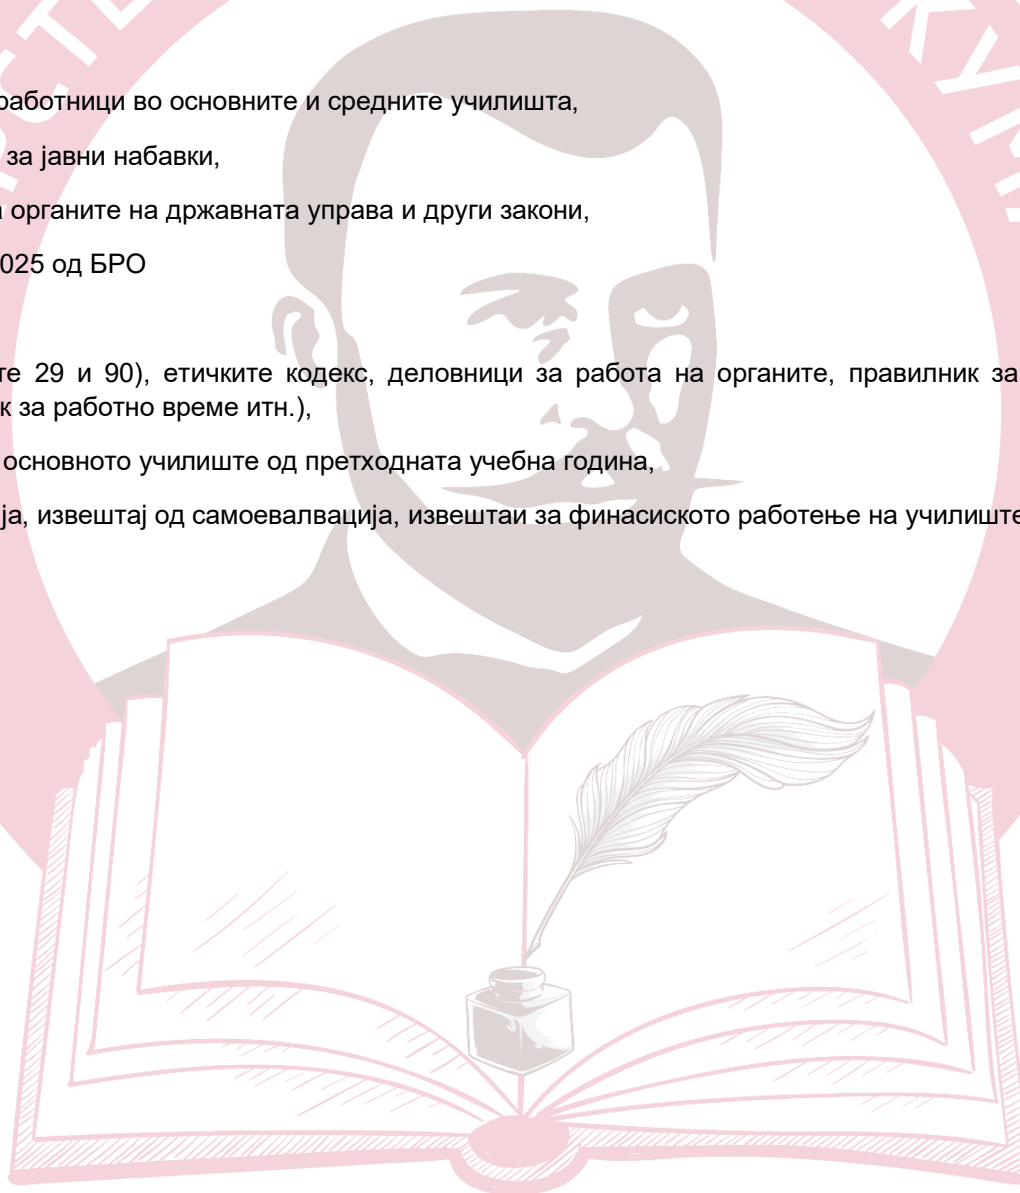 работници во основните и средните училишта,
за јавни набавки,
органите на државната управа и други закони,
025 од БРО
те 29 и 90), етичките кодекс, деловници за работа на органите, правилник за
к за работно време итн.),
основното училиште од претходната учебна година,
ја, извештај од самоевалвација, извештаи за финасиското работење на училиште